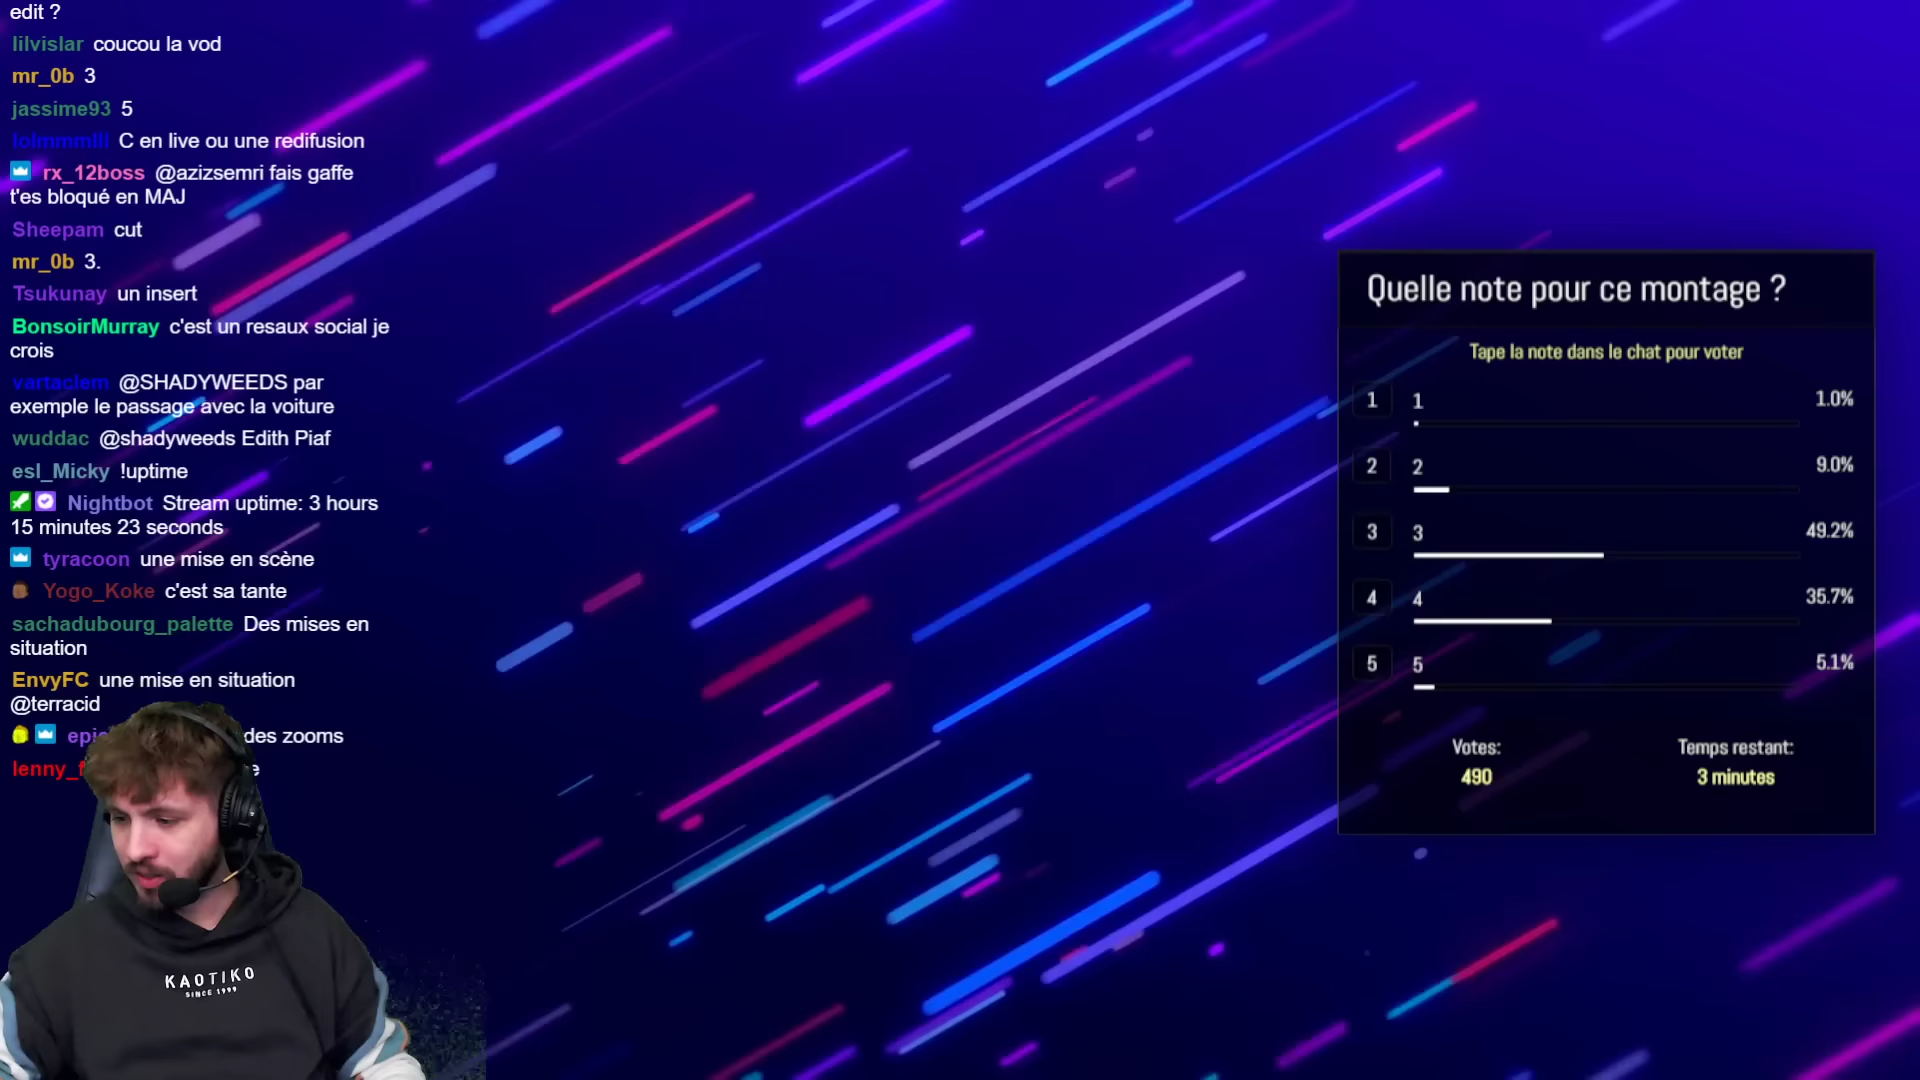 edit ?
lilvislar coucou la vod
mr_0b 3
jassime93 5
lolmmmlll C en live ou une redifusion
rx_12boss @azizsemri fais gaffe
t'es bloqué en MAJ
Sheepam cut
mr_0b 3.
Tsukunay un insert
BonsoirMurray c'est un resaux social je
crois
vartaclem @SHADYWEEDS par
exemple le passage avec la voiture
wuddac @shadyweeds Edith Piaf
esl_Micky !uptime
Nightbot Stream uptime: 3 hours
15 minutes 23 seconds
tyracoon une mise en scène
Yogo_Koke c'est sa tante
sachadubourg_palette Des mises en
situation
EnvyFC une mise en situation
@terracid
des zooms
KAOTIKO
SINCE 1999
Quelle note pour ce montage ?
Tape la note dans le chat pour voter
1 1 1.0%
2 2 9.0%
3 3 49.2%
4 4 35.7%
5 5 5.1%
Votes: Temps restant:
490 3 minutes